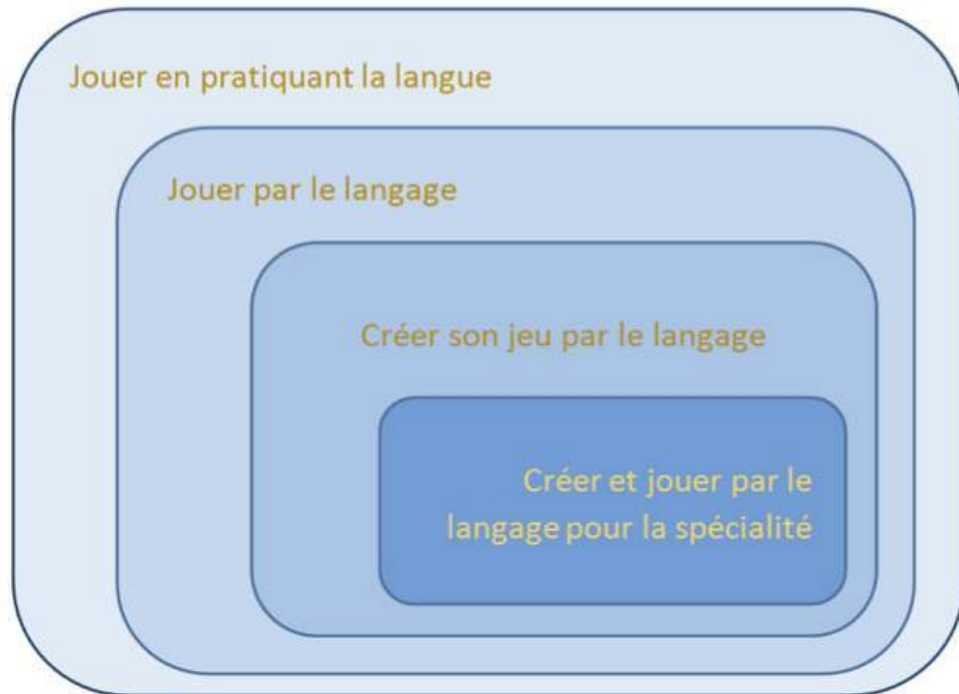 Jouer en pratiquant la langue
Jouer par le langage
Créer son jeu par le langage
Créer et jouer par le
langage pour la spécialité